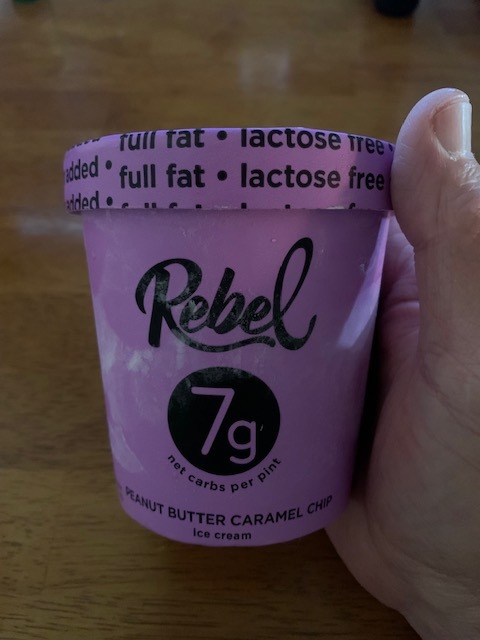 full fat • lactose free
added • full fat • lactose free
added
Rebel
7g
net carbs per pint
PEANUT BUTTER CARAMEL CHIP
ice cream